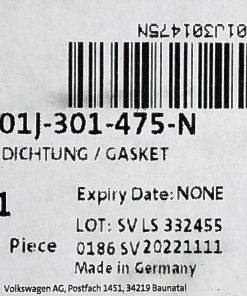 01J301475N
01J-301-475-N
DICHTUNG / GASKET
1
Expiry Date: NONE
LOT: SV LS 332455
Piece 0186 SV 20221111
Made in Germany
Volkswagen AG, Postfach 1451, 34219 Baunatal